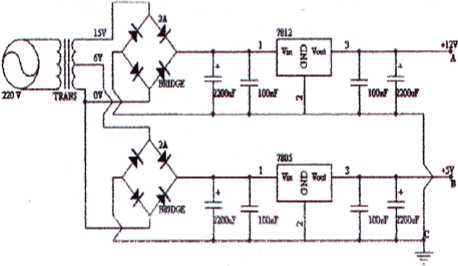 15V
6V
0V
220 V
TRANS
2A
BRIDGE
7812
1
Vin
Vout
3
GND
2
2200uF
100nF
100nF
2200uF
+12V
A
2A
BRIDGE
7805
1
Vin
Vout
3
GND
2
2200uF
100nF
100nF
2200uF
+5V
B
C